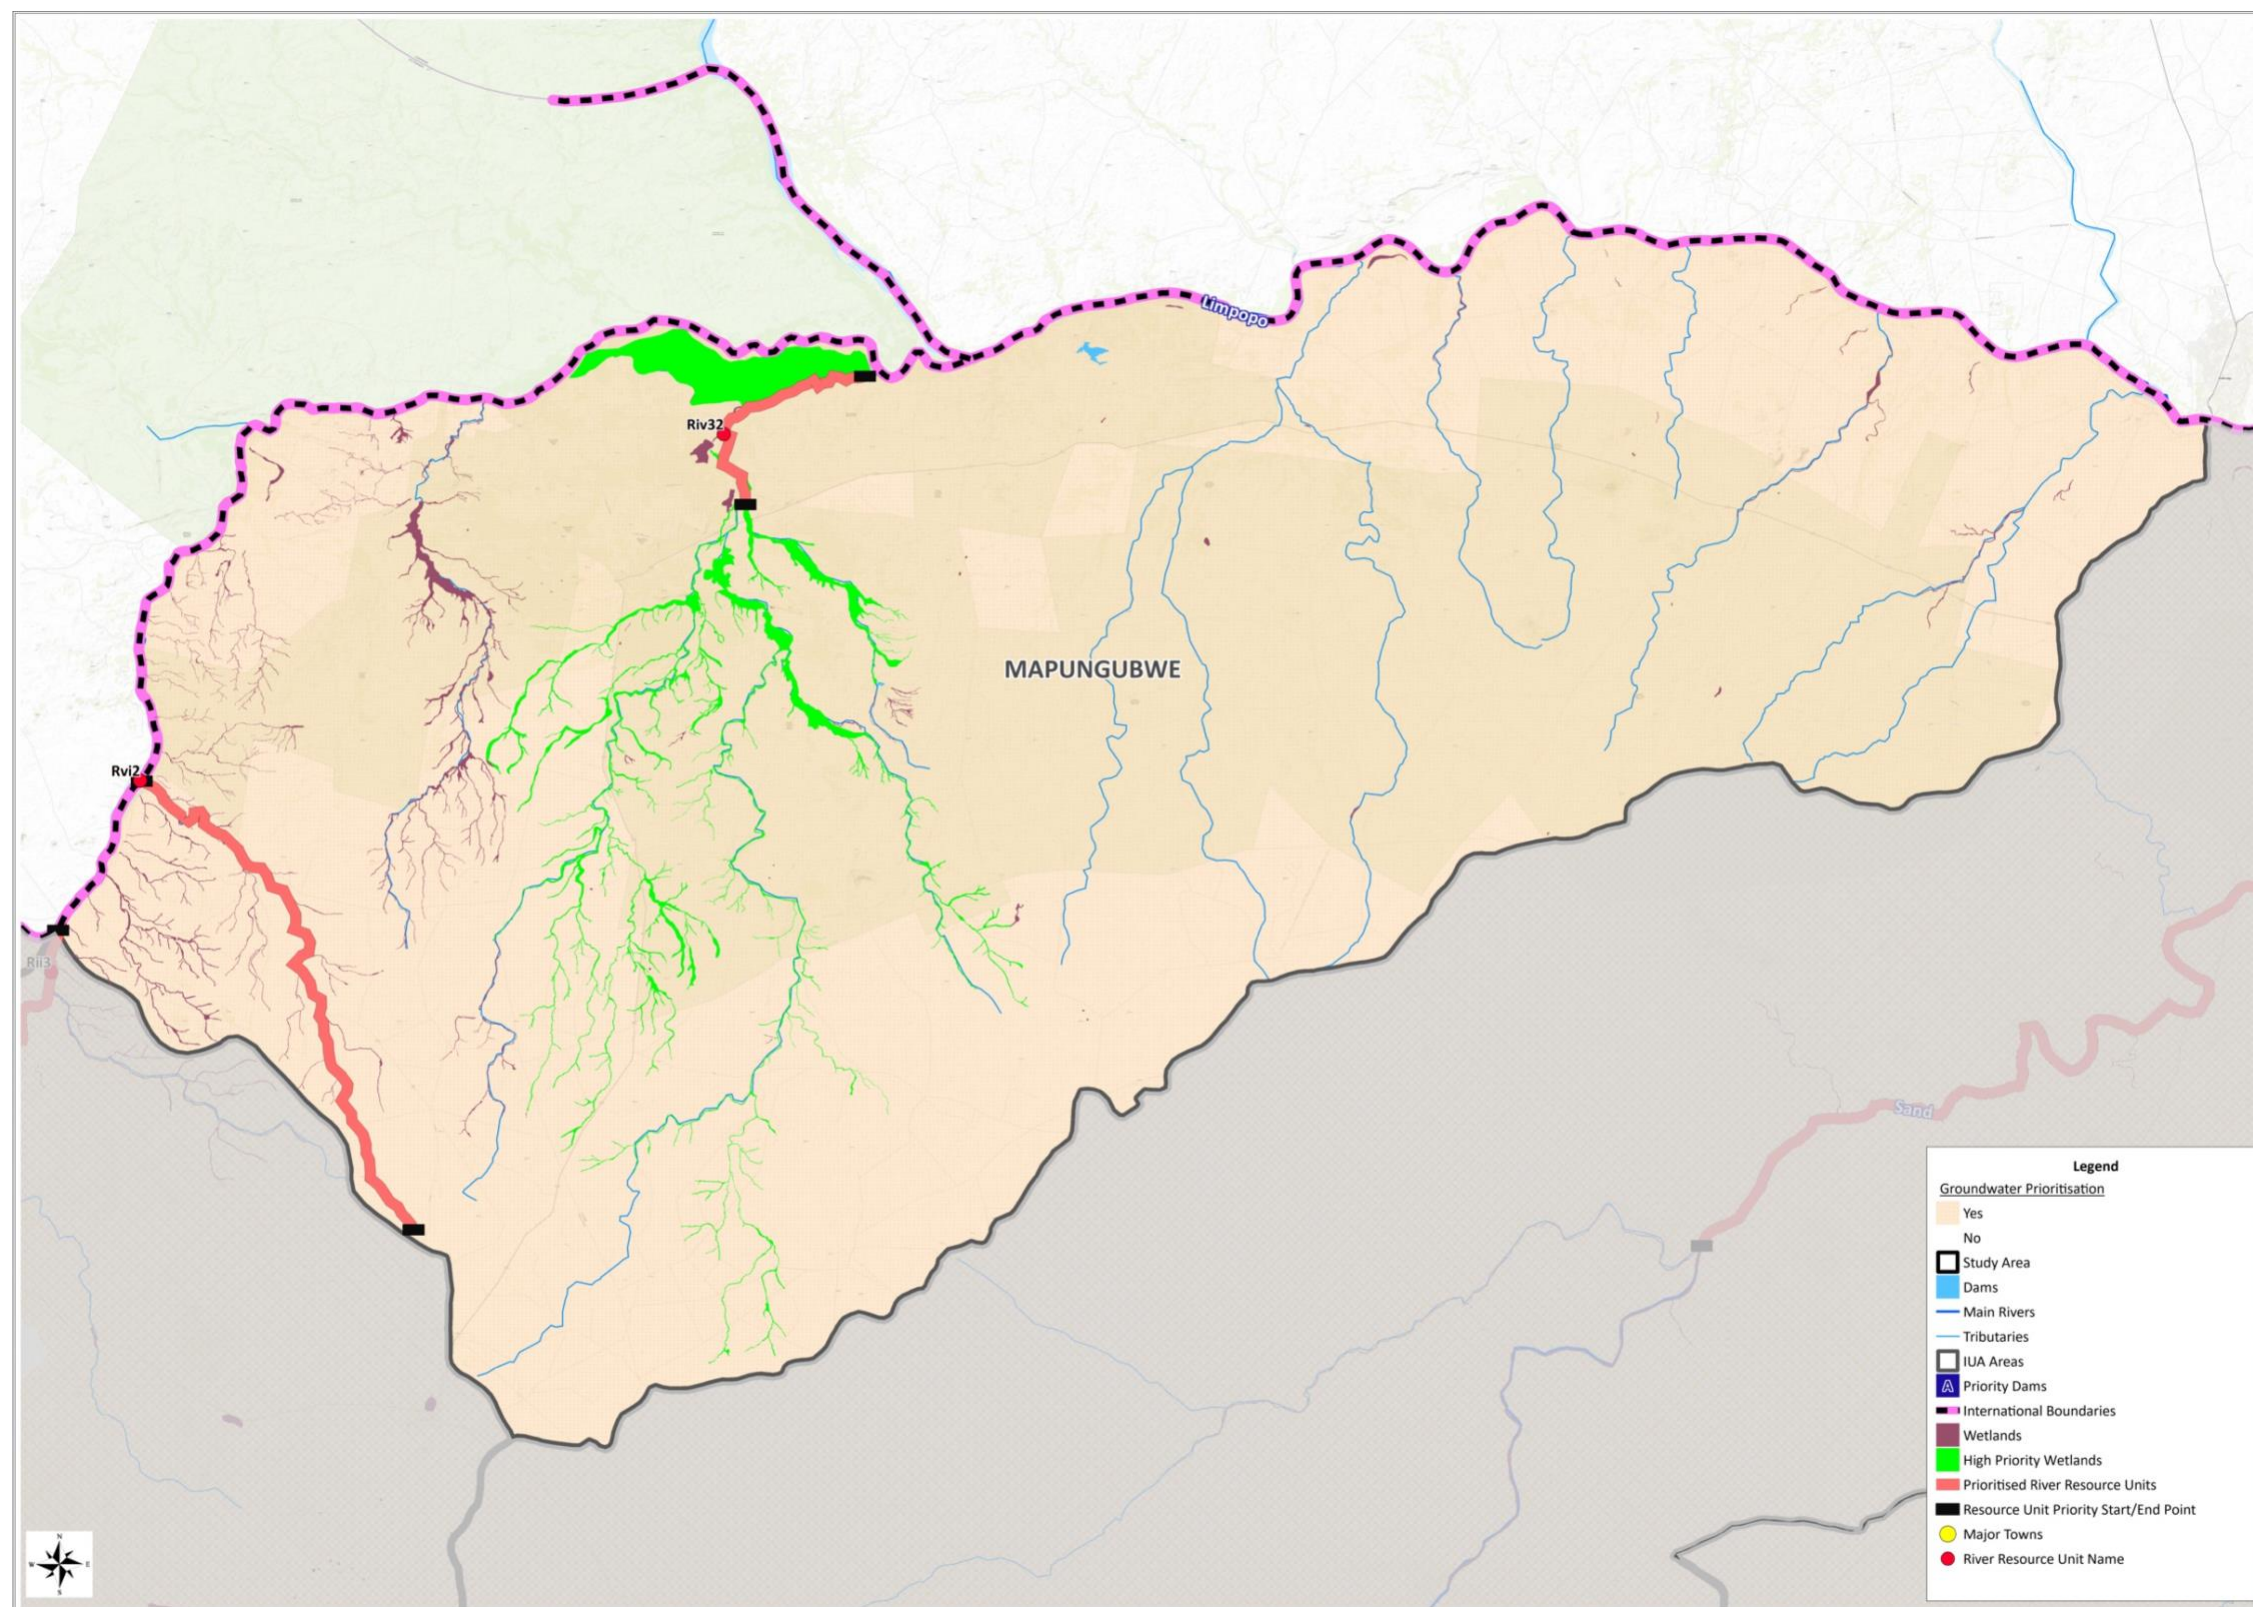 Limpopo
Riv32
MAPUNGUBWE
Rvi2
Rii3
Sand
Legend
Groundwater Prioritisation
Yes
No
Study Area
Dams
Main Rivers
Tributaries
IUA Areas
A Priority Dams
International Boundaries
Wetlands
High Priority Wetlands
Prioritised River Resource Units
Resource Unit Priority Start/End Point
Major Towns
River Resource Unit Name
N
W E
S